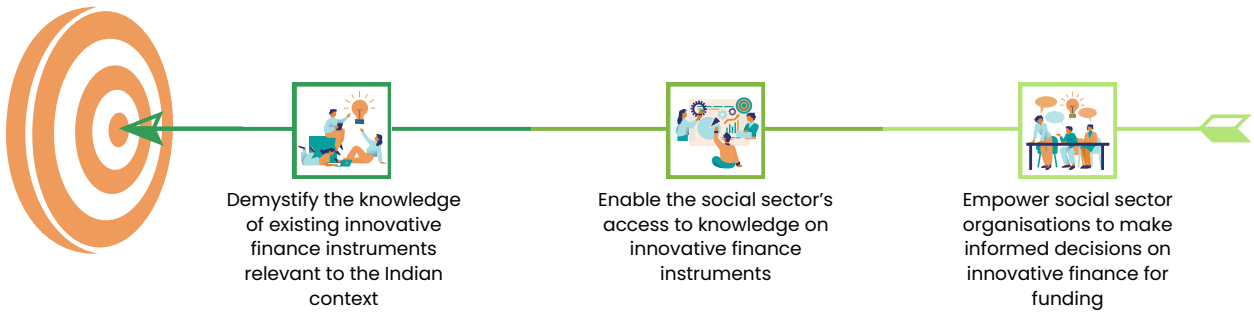 Demystify the knowledge
of existing innovative
finance instruments
relevant to the Indian
context
Enable the social sector’s
access to knowledge on
innovative finance
instruments
Empower social sector
organisations to make
informed decisions on
innovative finance for
funding